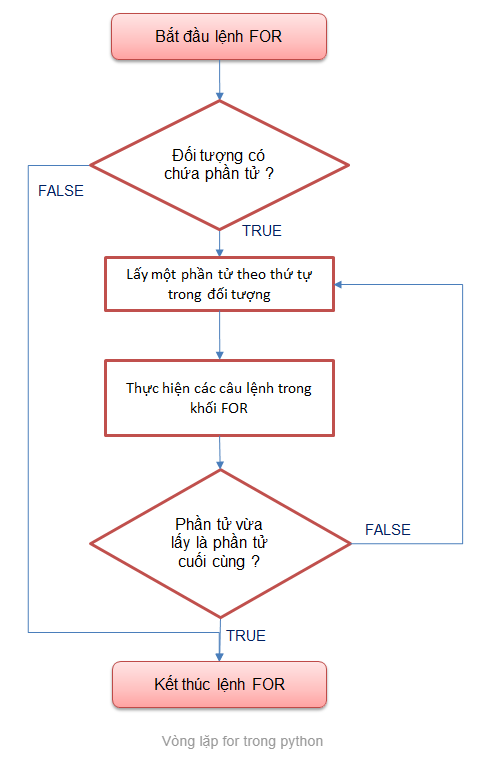 Bắt đầu lệnh FOR
Đối tượng có
chứa phần tử ?
FALSE
TRUE
Lấy một phần tử theo thứ tự
trong đối tượng
Thực hiện các câu lệnh trong
khối FOR
Phần tử vừa
lấy là phần tử
cuối cùng ?
FALSE
TRUE
Kết thúc lệnh FOR
Vòng lặp for trong python